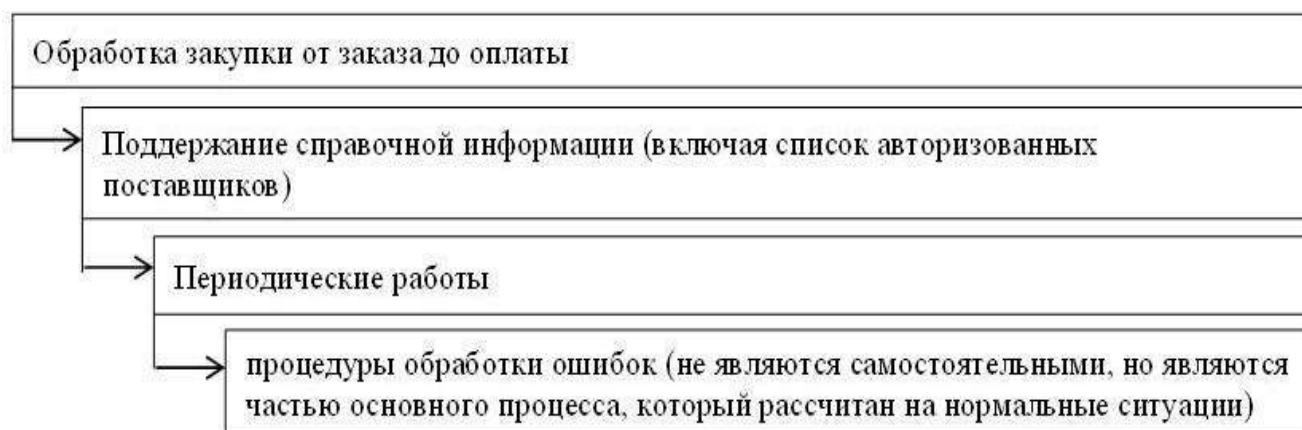 Обработка закупки от заказа до оплаты
Поддержание справочной информации (включая список авторизованных
поставщиков)
Периодические работы
процедуры обработки ошибок (не являются самостоятельными, но являются
частью основного процесса, который рассчитан на нормальные ситуации)